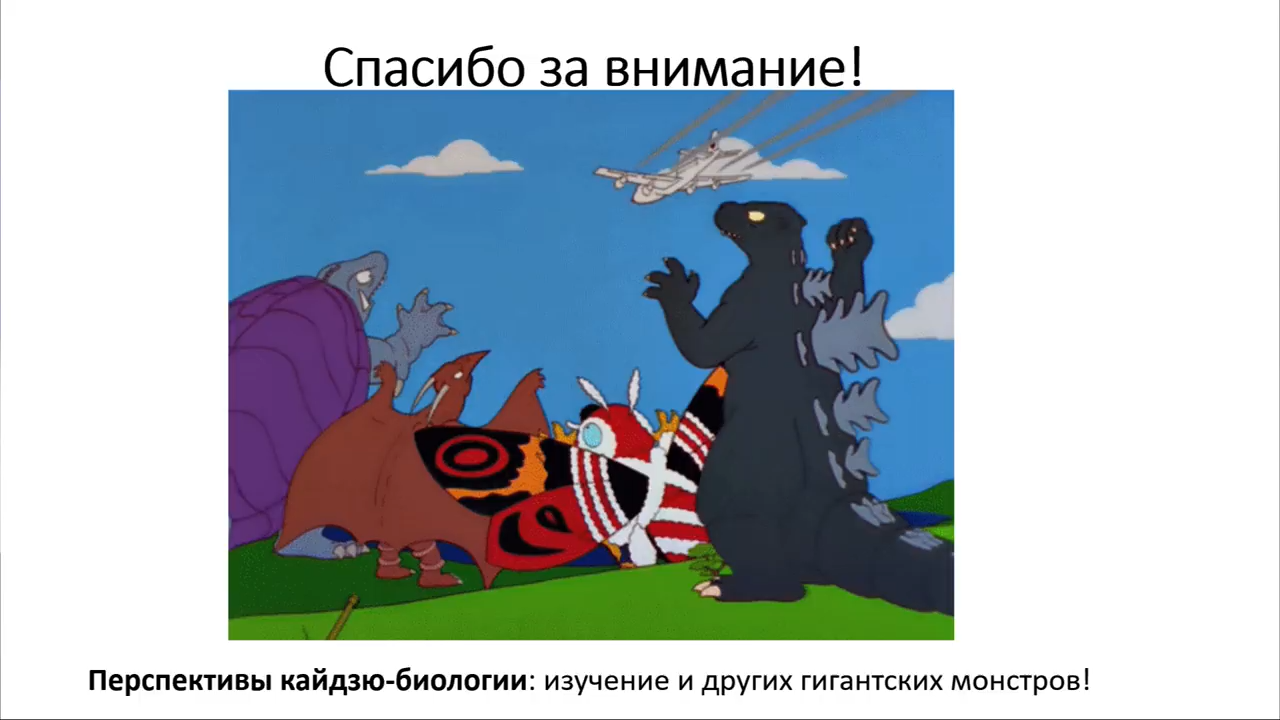 Спасибо за внимание!
Перспективы кайдзю-биологии: изучение и других гигантских монстров!